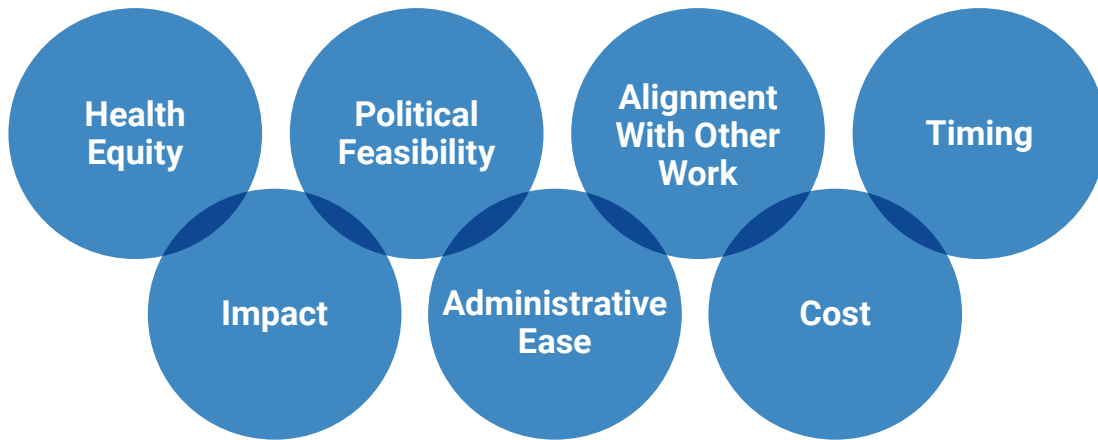 Health
Equity
Political
Feasibility
Alignment
With Other
Work
Timing
Impact
Administrative
Ease
Cost